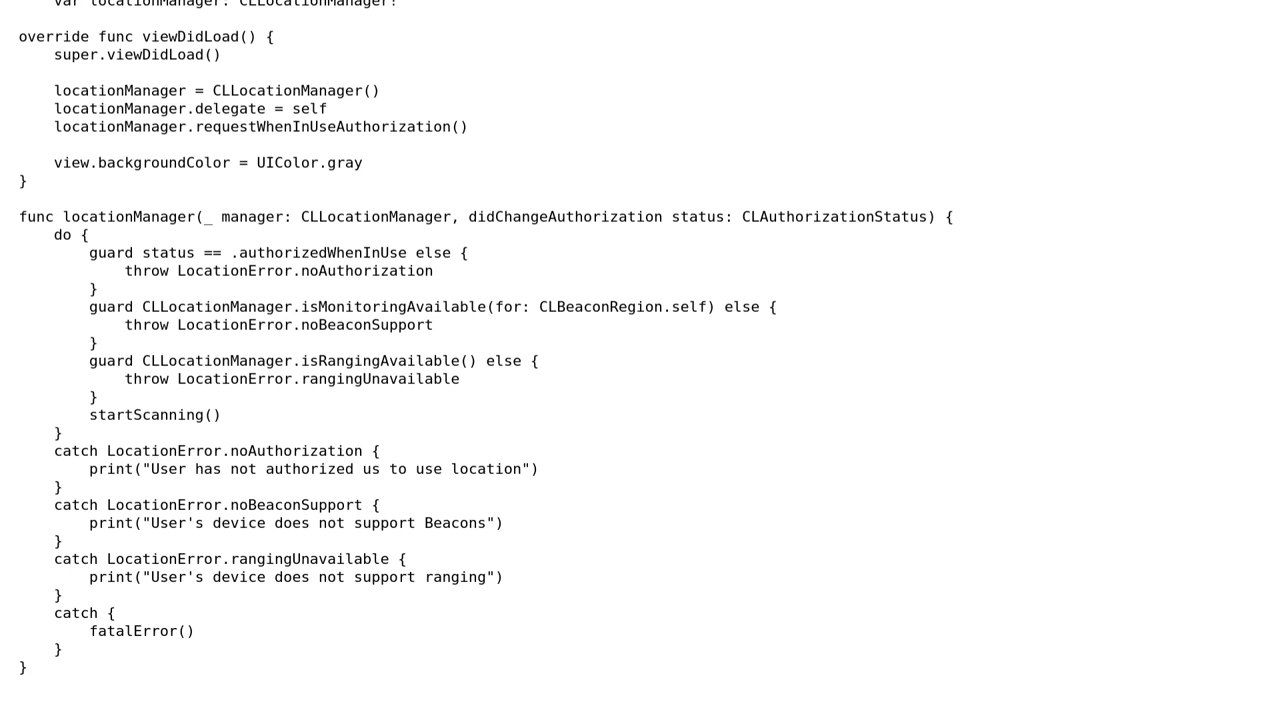 var locationManager: CLLocationManager!
override func viewDidLoad() {
super.viewDidLoad()
locationManager = CLLocationManager()
locationManager.delegate = self
locationManager.requestWhenInUseAuthorization()
view.backgroundColor = UIColor.gray
}
func locationManager(_ manager: CLLocationManager, didChangeAuthorization status: CLAuthorizationStatus) {
do {
guard status == .authorizedWhenInUse else {
throw LocationError.noAuthorization
}
guard CLLocationManager.isMonitoringAvailable(for: CLBeaconRegion.self) else {
throw LocationError.noBeaconSupport
}
guard CLLocationManager.isRangingAvailable() else {
throw LocationError.rangingUnavailable
}
startScanning()
}
catch LocationError.noAuthorization {
print("User has not authorized us to use location")
}
catch LocationError.noBeaconSupport {
print("User's device does not support Beacons")
}
catch LocationError.rangingUnavailable {
print("User's device does not support ranging")
}
catch {
fatalError()
}
}